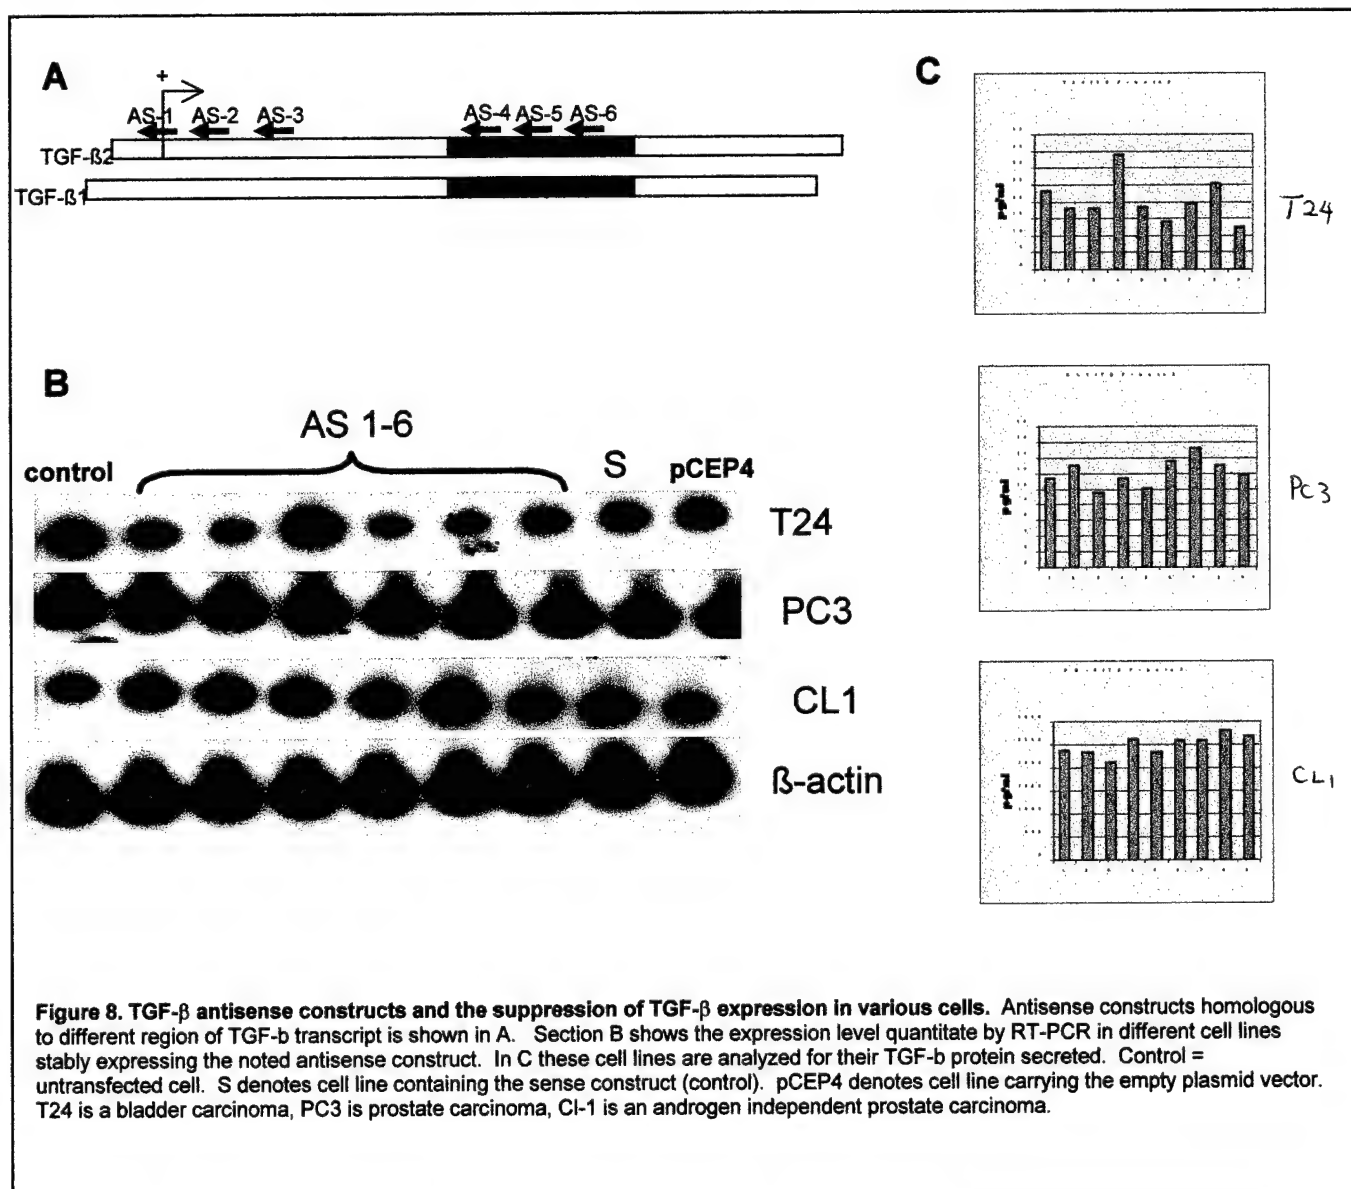 A
+
AS-1 AS-2 AS-3 AS-4 AS-5 AS-6
TGF-ß2
TGF-ß1
B
AS 1-6
control S pCEP4
T24
PC3
CL1
ß-actin
C
pg/ml
T24
pg/ml
PC3
pg/ml
CL1
Figure 8. TGF-β antisense constructs and the suppression of TGF-β expression in various cells. Antisense constructs homologous
to different region of TGF-b transcript is shown in A. Section B shows the expression level quantitate by RT-PCR in different cell lines
stably expressing the noted antisense construct. In C these cell lines are analyzed for their TGF-b protein secreted. Control =
untransfected cell. S denotes cell line containing the sense construct (control). pCEP4 denotes cell line carrying the empty plasmid vector.
T24 is a bladder carcinoma, PC3 is prostate carcinoma, Cl-1 is an androgen independent prostate carcinoma.